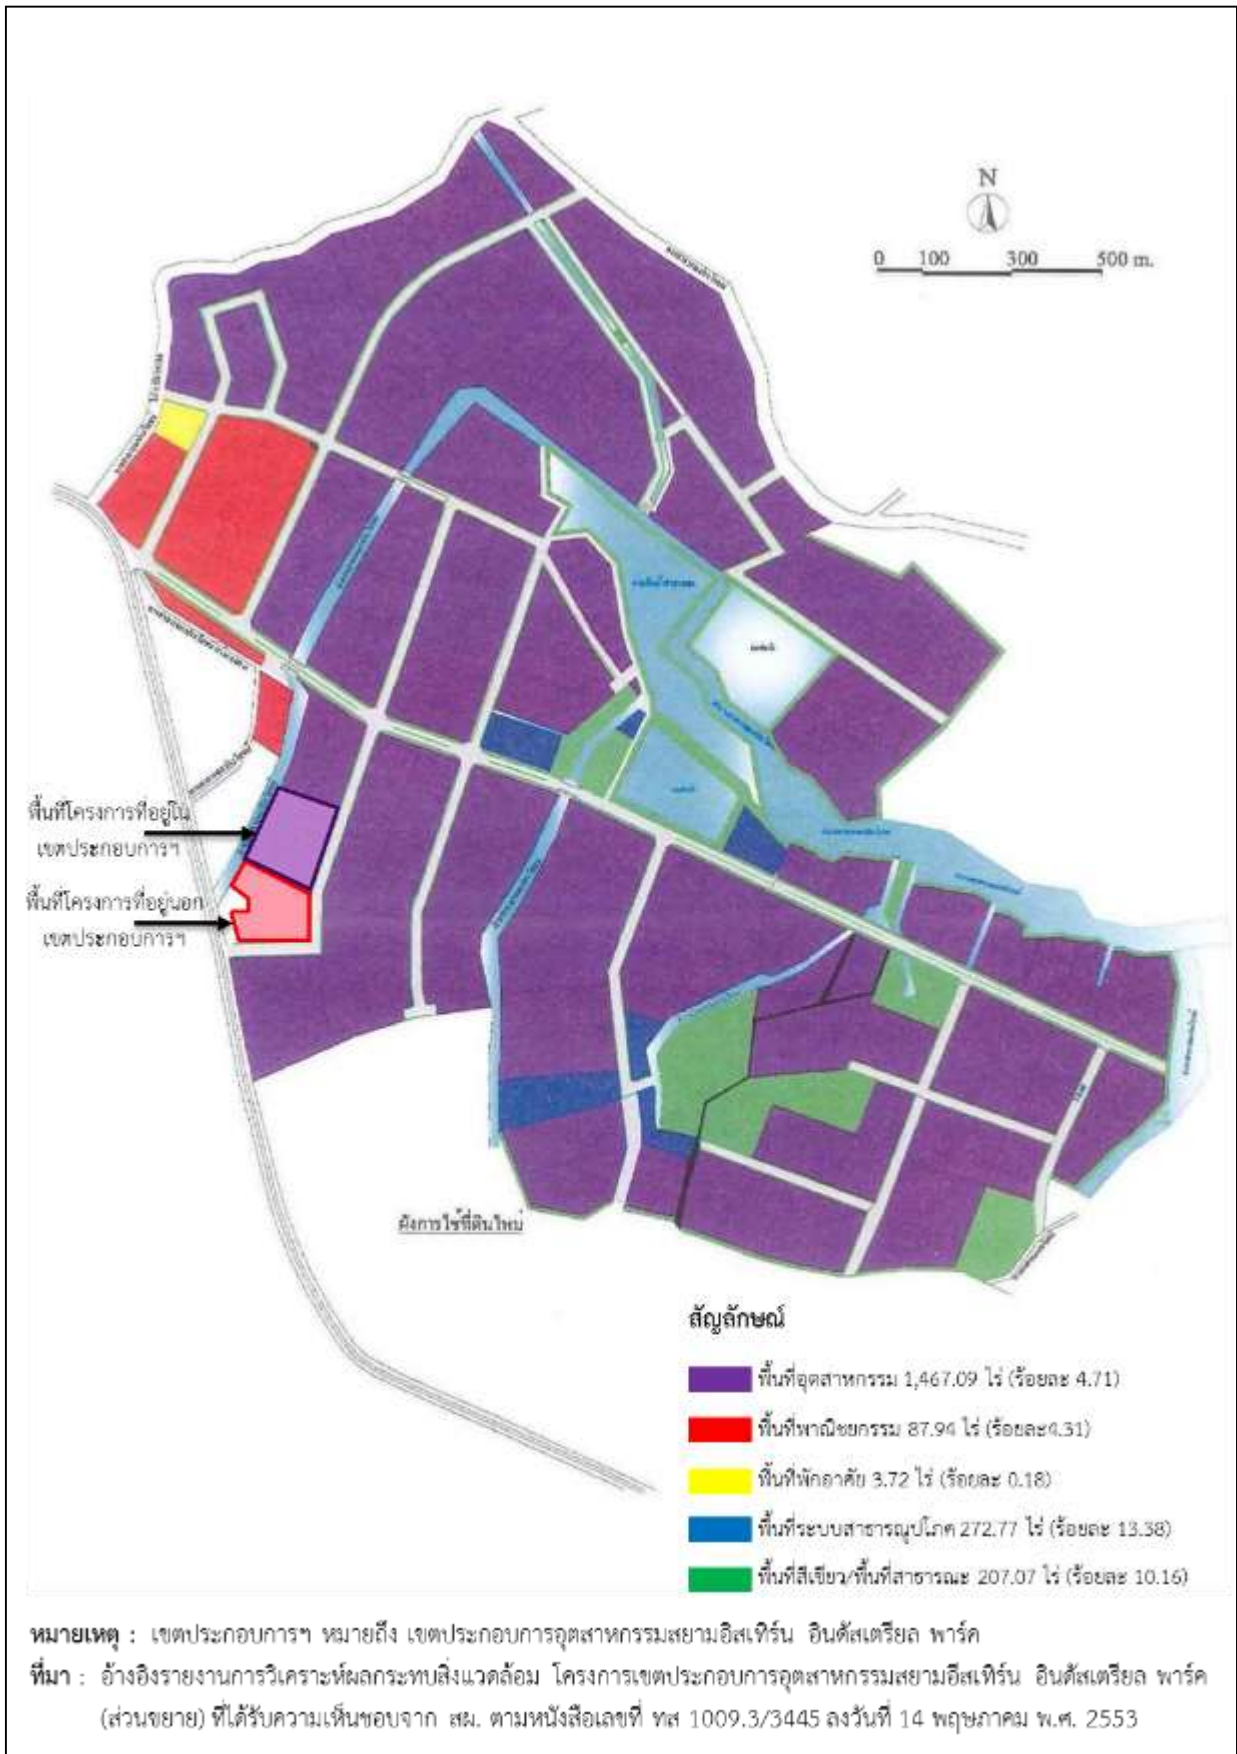 N
0 100 300 500 m.
พื้นที่โครงการที่อยู่ใน
เขตประกอบการฯ
พื้นที่โครงการที่อยู่นอก
เขตประกอบการฯ
ผังการใช้ที่ดินใหม่
สัญลักษณ์
พื้นที่อุตสาหกรรม 1,467.09 ไร่ (ร้อยละ 4.71)
พื้นที่พาณิชยกรรม 87.94 ไร่ (ร้อยละ4.31)
พื้นที่พักอาศัย 3.72 ไร่ (ร้อยละ 0.18)
พื้นที่ระบบสาธารณูปโภค 272.77 ไร่ (ร้อยละ 13.38)
พื้นที่สีเขียว/พื้นที่สาธารณะ 207.07 ไร่ (ร้อยละ 10.16)
หมายเหตุ : เขตประกอบการฯ หมายถึง เขตประกอบการอุตสาหกรรมสยามอีสเทิร์น อินดัสเตรียล พาร์ค
ที่มา : อ้างอิงรายงานการวิเคราะห์ผลกระทบสิ่งแวดล้อม โครงการเขตประกอบการอุตสาหกรรมสยามอีสเทิร์น อินดัสเตรียล พาร์ค
(ส่วนขยาย) ที่ได้รับความเห็นชอบจาก สผ. ตามหนังสือเลขที่ ทส 1009.3/3445 ลงวันที่ 14 พฤษภาคม พ.ศ. 2553